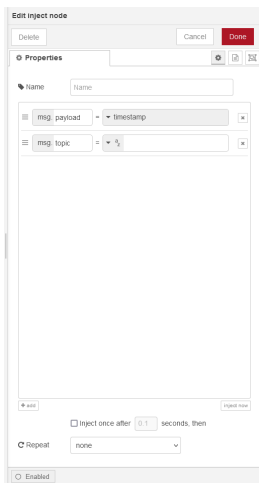 Edit inject node
Delete Cancel Done
Properties
Name Name
msg. payload = timestamp
msg. topic = a z
add inject now
Inject once after 0.1 seconds, then
Repeat none
Enabled